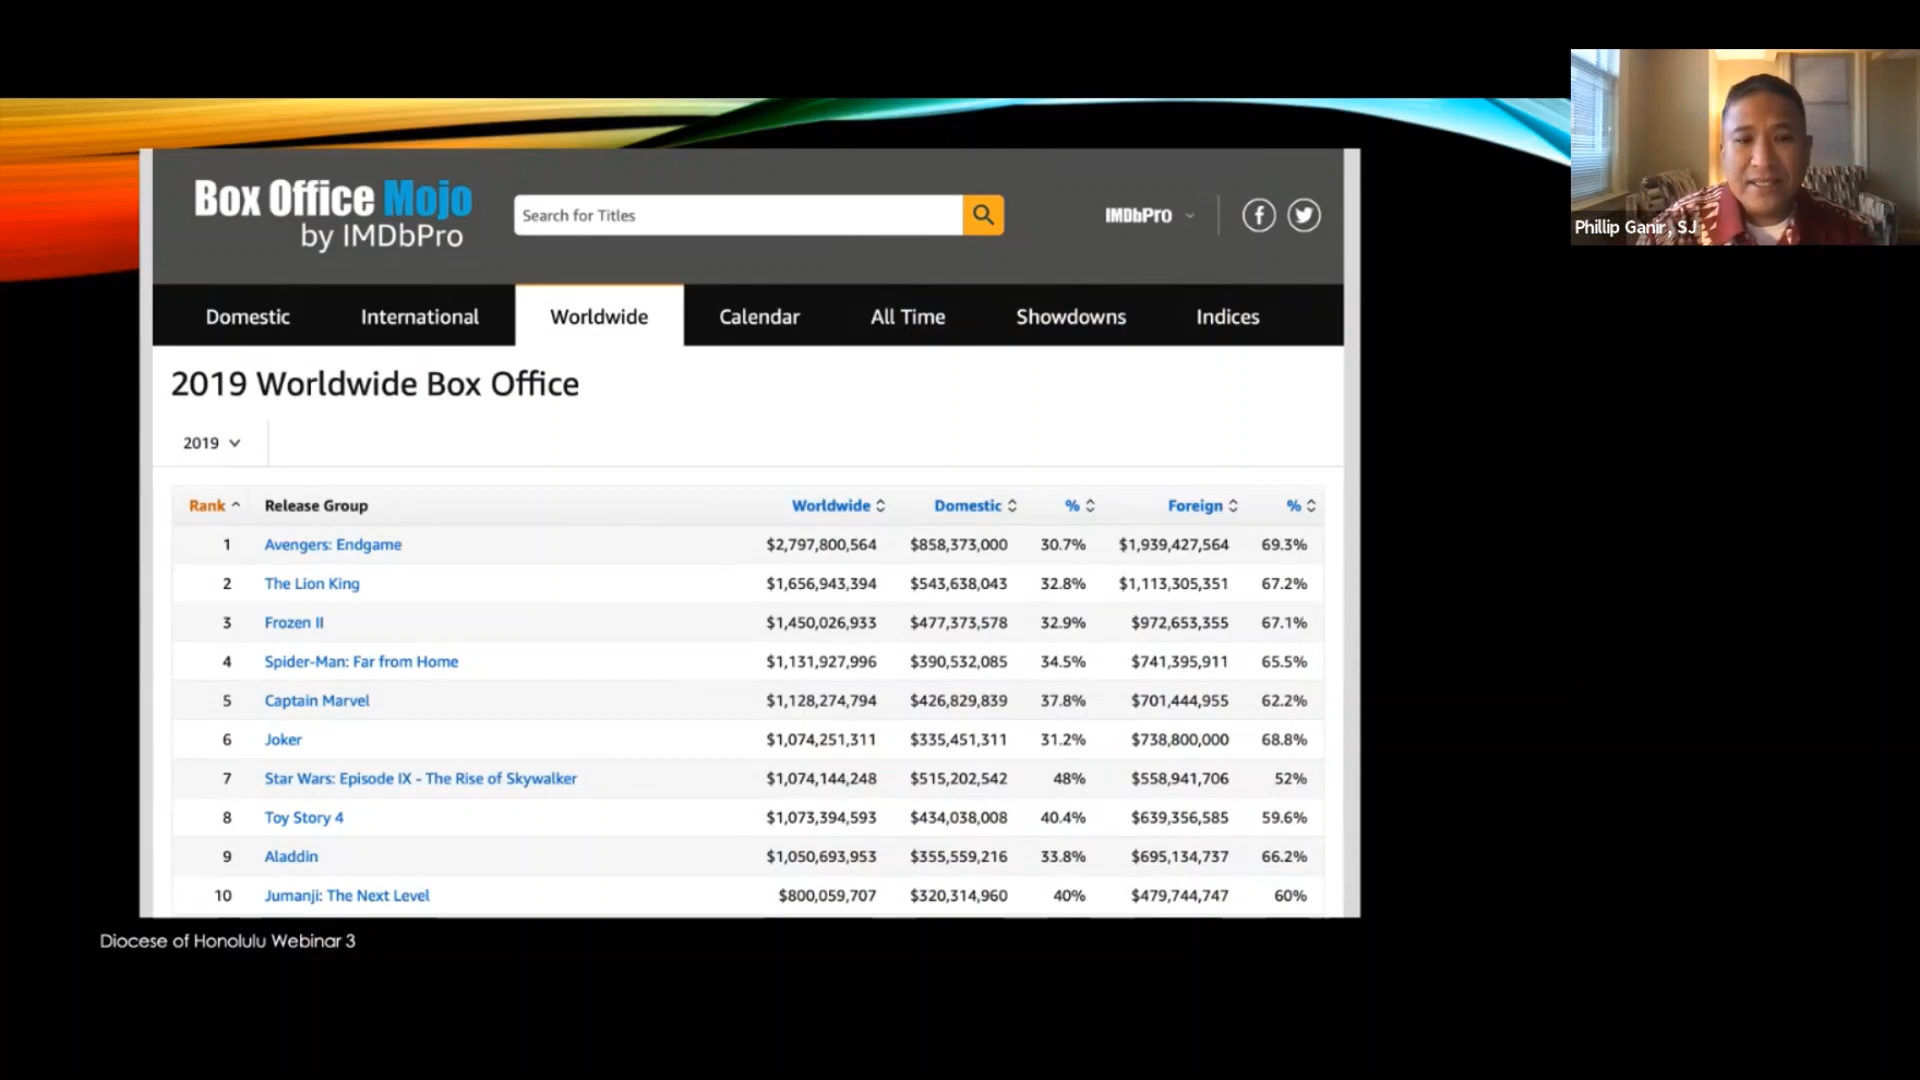 Box Office Mojo
by IMDbPro
Search for Titles
IMDbPro
Phillip Ganir, SJ
Domestic International Worldwide Calendar All Time Showdowns Indices
2019 Worldwide Box Office
2019
Rank Release Group Worldwide Domestic % Foreign %
1 Avengers: Endgame $2,797,800,564 $858,373,000 30.7% $1,939,427,564 69.3%
2 The Lion King $1,656,943,394 $543,638,043 32.8% $1,113,305,351 67.2%
3 Frozen II $1,450,026,933 $477,373,578 32.9% $972,653,355 67.1%
4 Spider-Man: Far from Home $1,131,927,996 $390,532,085 34.5% $741,395,911 65.5%
5 Captain Marvel $1,128,274,794 $426,829,839 37.8% $701,444,955 62.2%
6 Joker $1,074,251,311 $335,451,311 31.2% $738,800,000 68.8%
7 Star Wars: Episode IX - The Rise of Skywalker $1,074,144,248 $515,202,542 48% $558,941,706 52%
8 Toy Story 4 $1,073,394,593 $434,038,008 40.4% $639,356,585 59.6%
9 Aladdin $1,050,693,953 $355,559,216 33.8% $695,134,737 66.2%
10 Jumanji: The Next Level $800,059,707 $320,314,960 40% $479,744,747 60%
Diocese of Honolulu Webinar 3